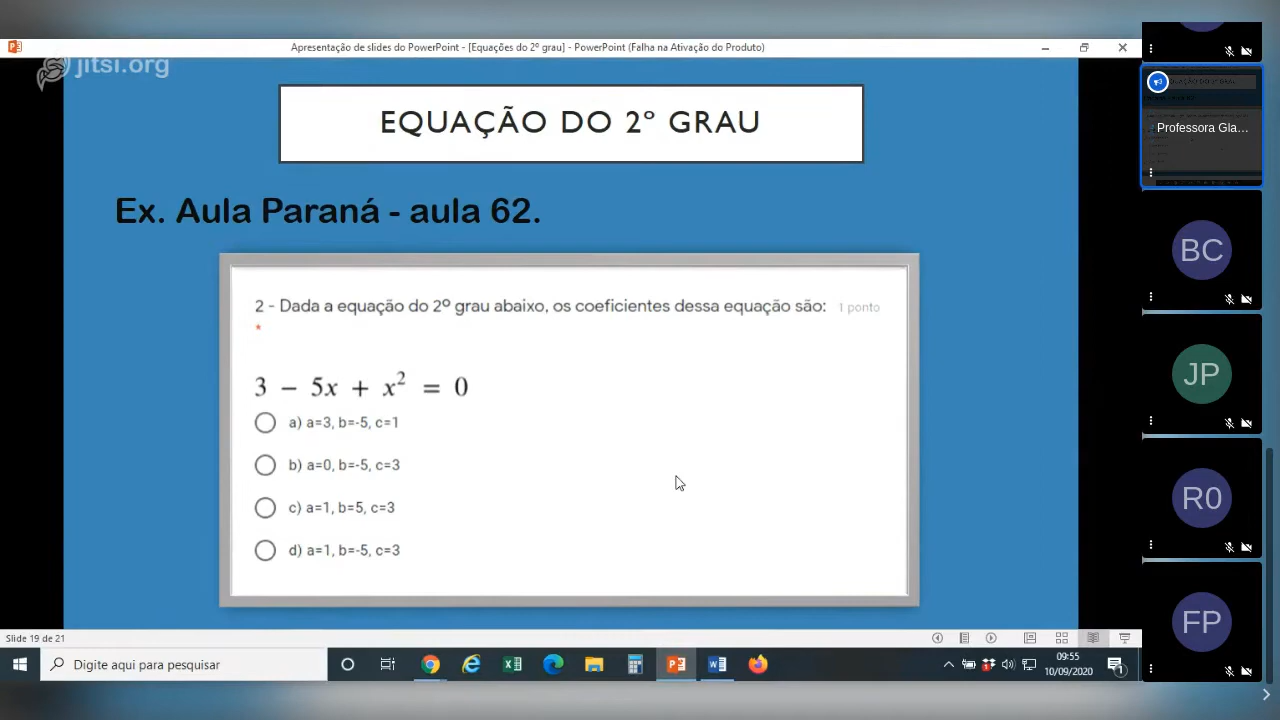 Apresentação de slides do PowerPoint - [Equações do 2º grau] - PowerPoint (Falha na Ativação do Produto)
jitsi.org
EQUAÇÃO DO 2º GRAU
Ex. Aula Paraná - aula 62.
2 - Dada a equação do 2º grau abaixo, os coeficientes dessa equação são: 1 ponto
*
3 − 5x + x² = 0
a) a=3, b=-5, c=1
b) a=0, b=-5, c=3
c) a=1, b=5, c=3
d) a=1, b=-5, c=3
Slide 19 de 21
Digite aqui para pesquisar
09:55
10/09/2020
1
Professora Gla...
BC
JP
R0
FP